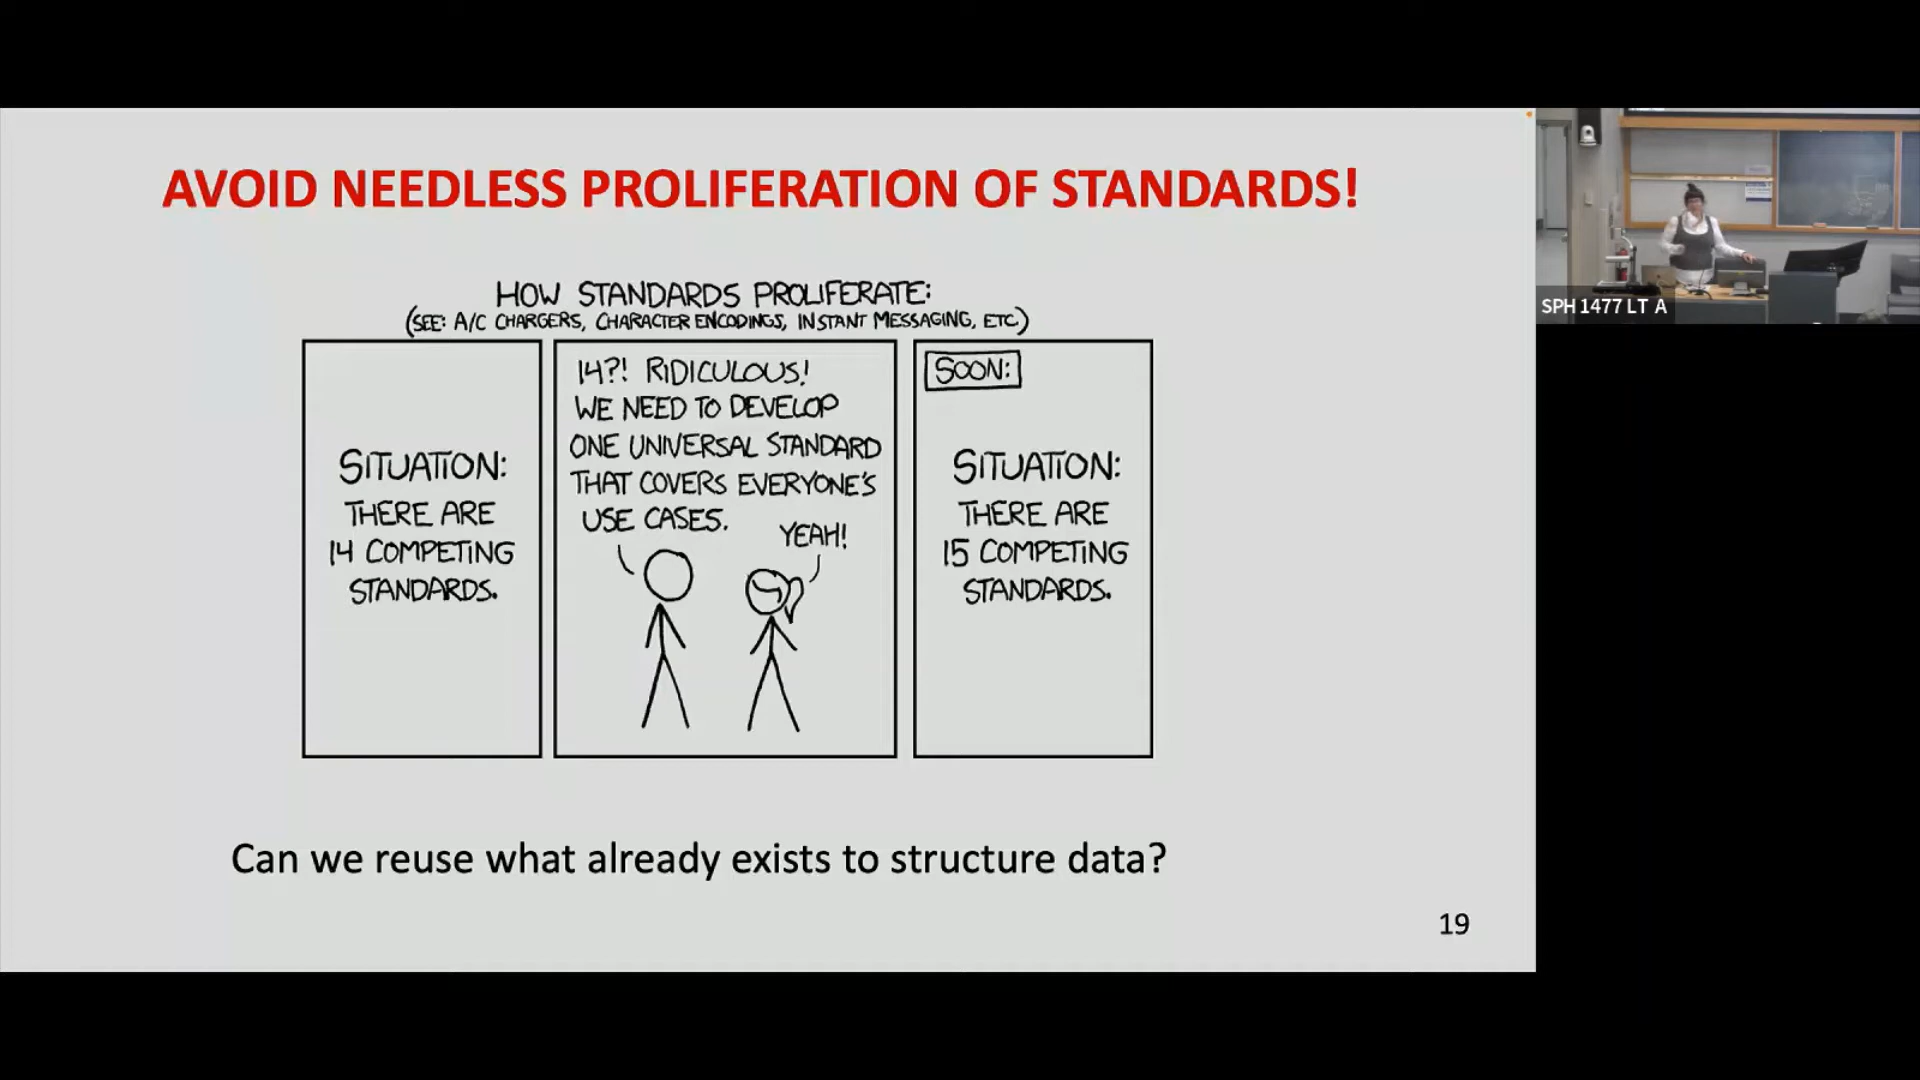 AVOID NEEDLESS PROLIFERATION OF STANDARDS!
HOW STANDARDS PROLIFERATE:
(SEE: A/C CHARGERS, CHARACTER ENCODINGS, INSTANT MESSAGING, ETC.)
SITUATION:
THERE ARE
14 COMPETING
STANDARDS.
14?! RIDICULOUS!
WE NEED TO DEVELOP
ONE UNIVERSAL STANDARD
THAT COVERS EVERYONE'S
USE CASES.
YEAH!
SOON:
SITUATION:
THERE ARE
15 COMPETING
STANDARDS.
Can we reuse what already exists to structure data?
19
SPH 1477 LT A